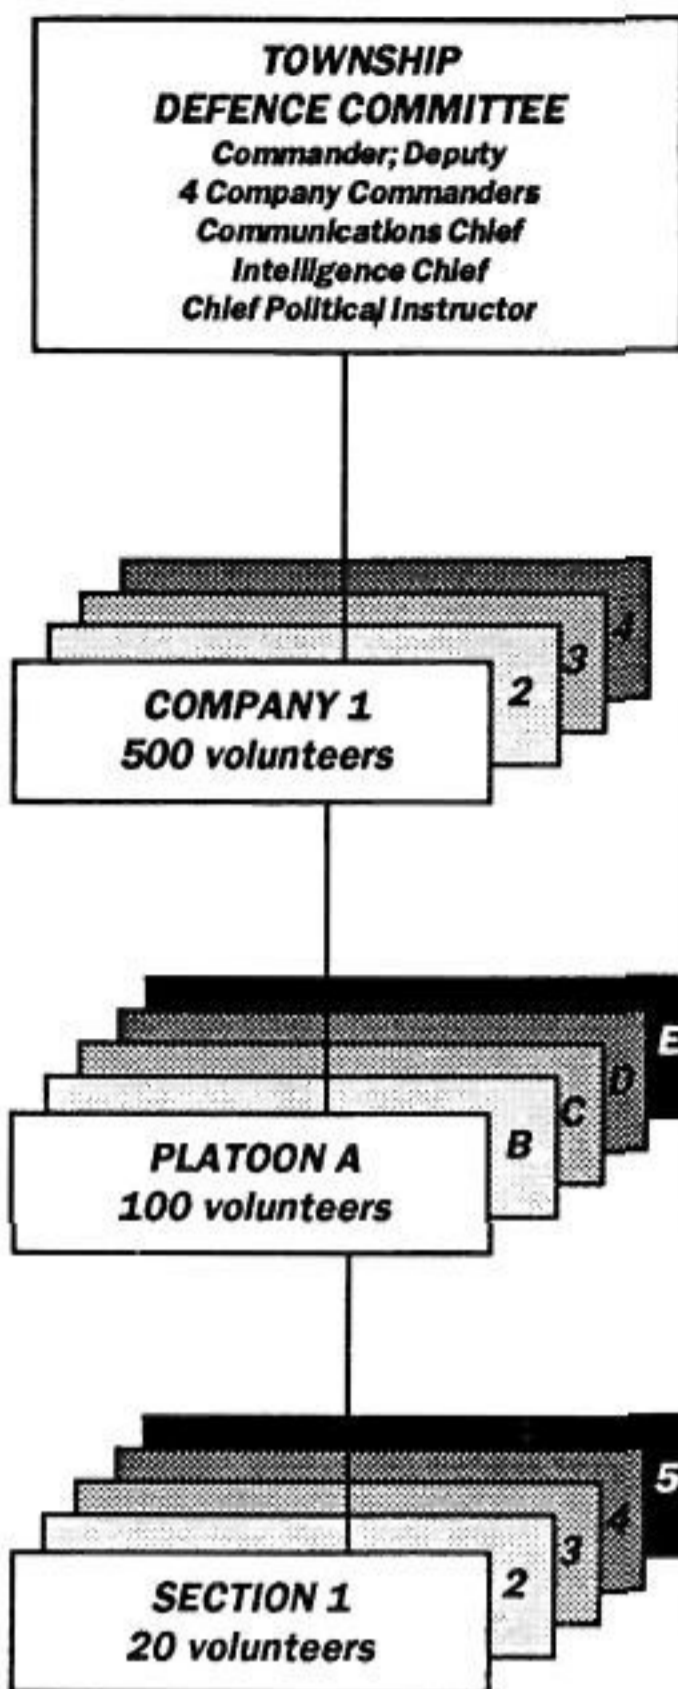 TOWNSHIP
DEFENCE COMMITTEE
Commander; Deputy
4 Company Commanders
Communications Chief
Intelligence Chief
Chief Political Instructor
4
3
2
COMPANY 1
500 volunteers
E
D
C
B
PLATOON A
100 volunteers
5
4
3
2
SECTION 1
20 volunteers